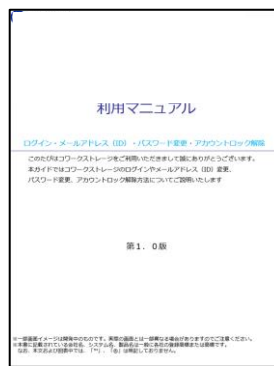 利用マニュアル
ログイン・メールアドレス（ID）・パスワード変更・アカウントロック解除
このたびはコワークストレージをご利用いただきまして誠にありがとうございます。
本ガイドではコワークストレージのログインやメールアドレス（ID）変更、
パスワード変更、アカウントロック解除方法についてご説明いたします
第１．０版
※一部画面イメージは開発中のものです。実際の画面とは一部異なる場合がありますのでご注意ください。
※本書に記載されている会社名、システム名、製品名は一般に各社の登録商標または商標です。
なお、本文および図表中では、「™」、「®」は明記しておりません。